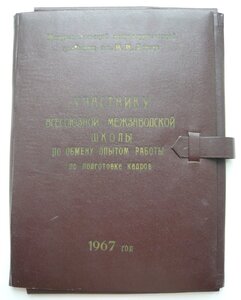 УЧАСТНИКУ
ВСЕСОЮЗНОЙ МЕЖЗАВОДСКОЙ
ШКОЛЫ
ПО ОБМЕНУ ОПЫТОМ РАБОТЫ
ПО ПОДГОТОВКЕ КАДРОВ
1967 год